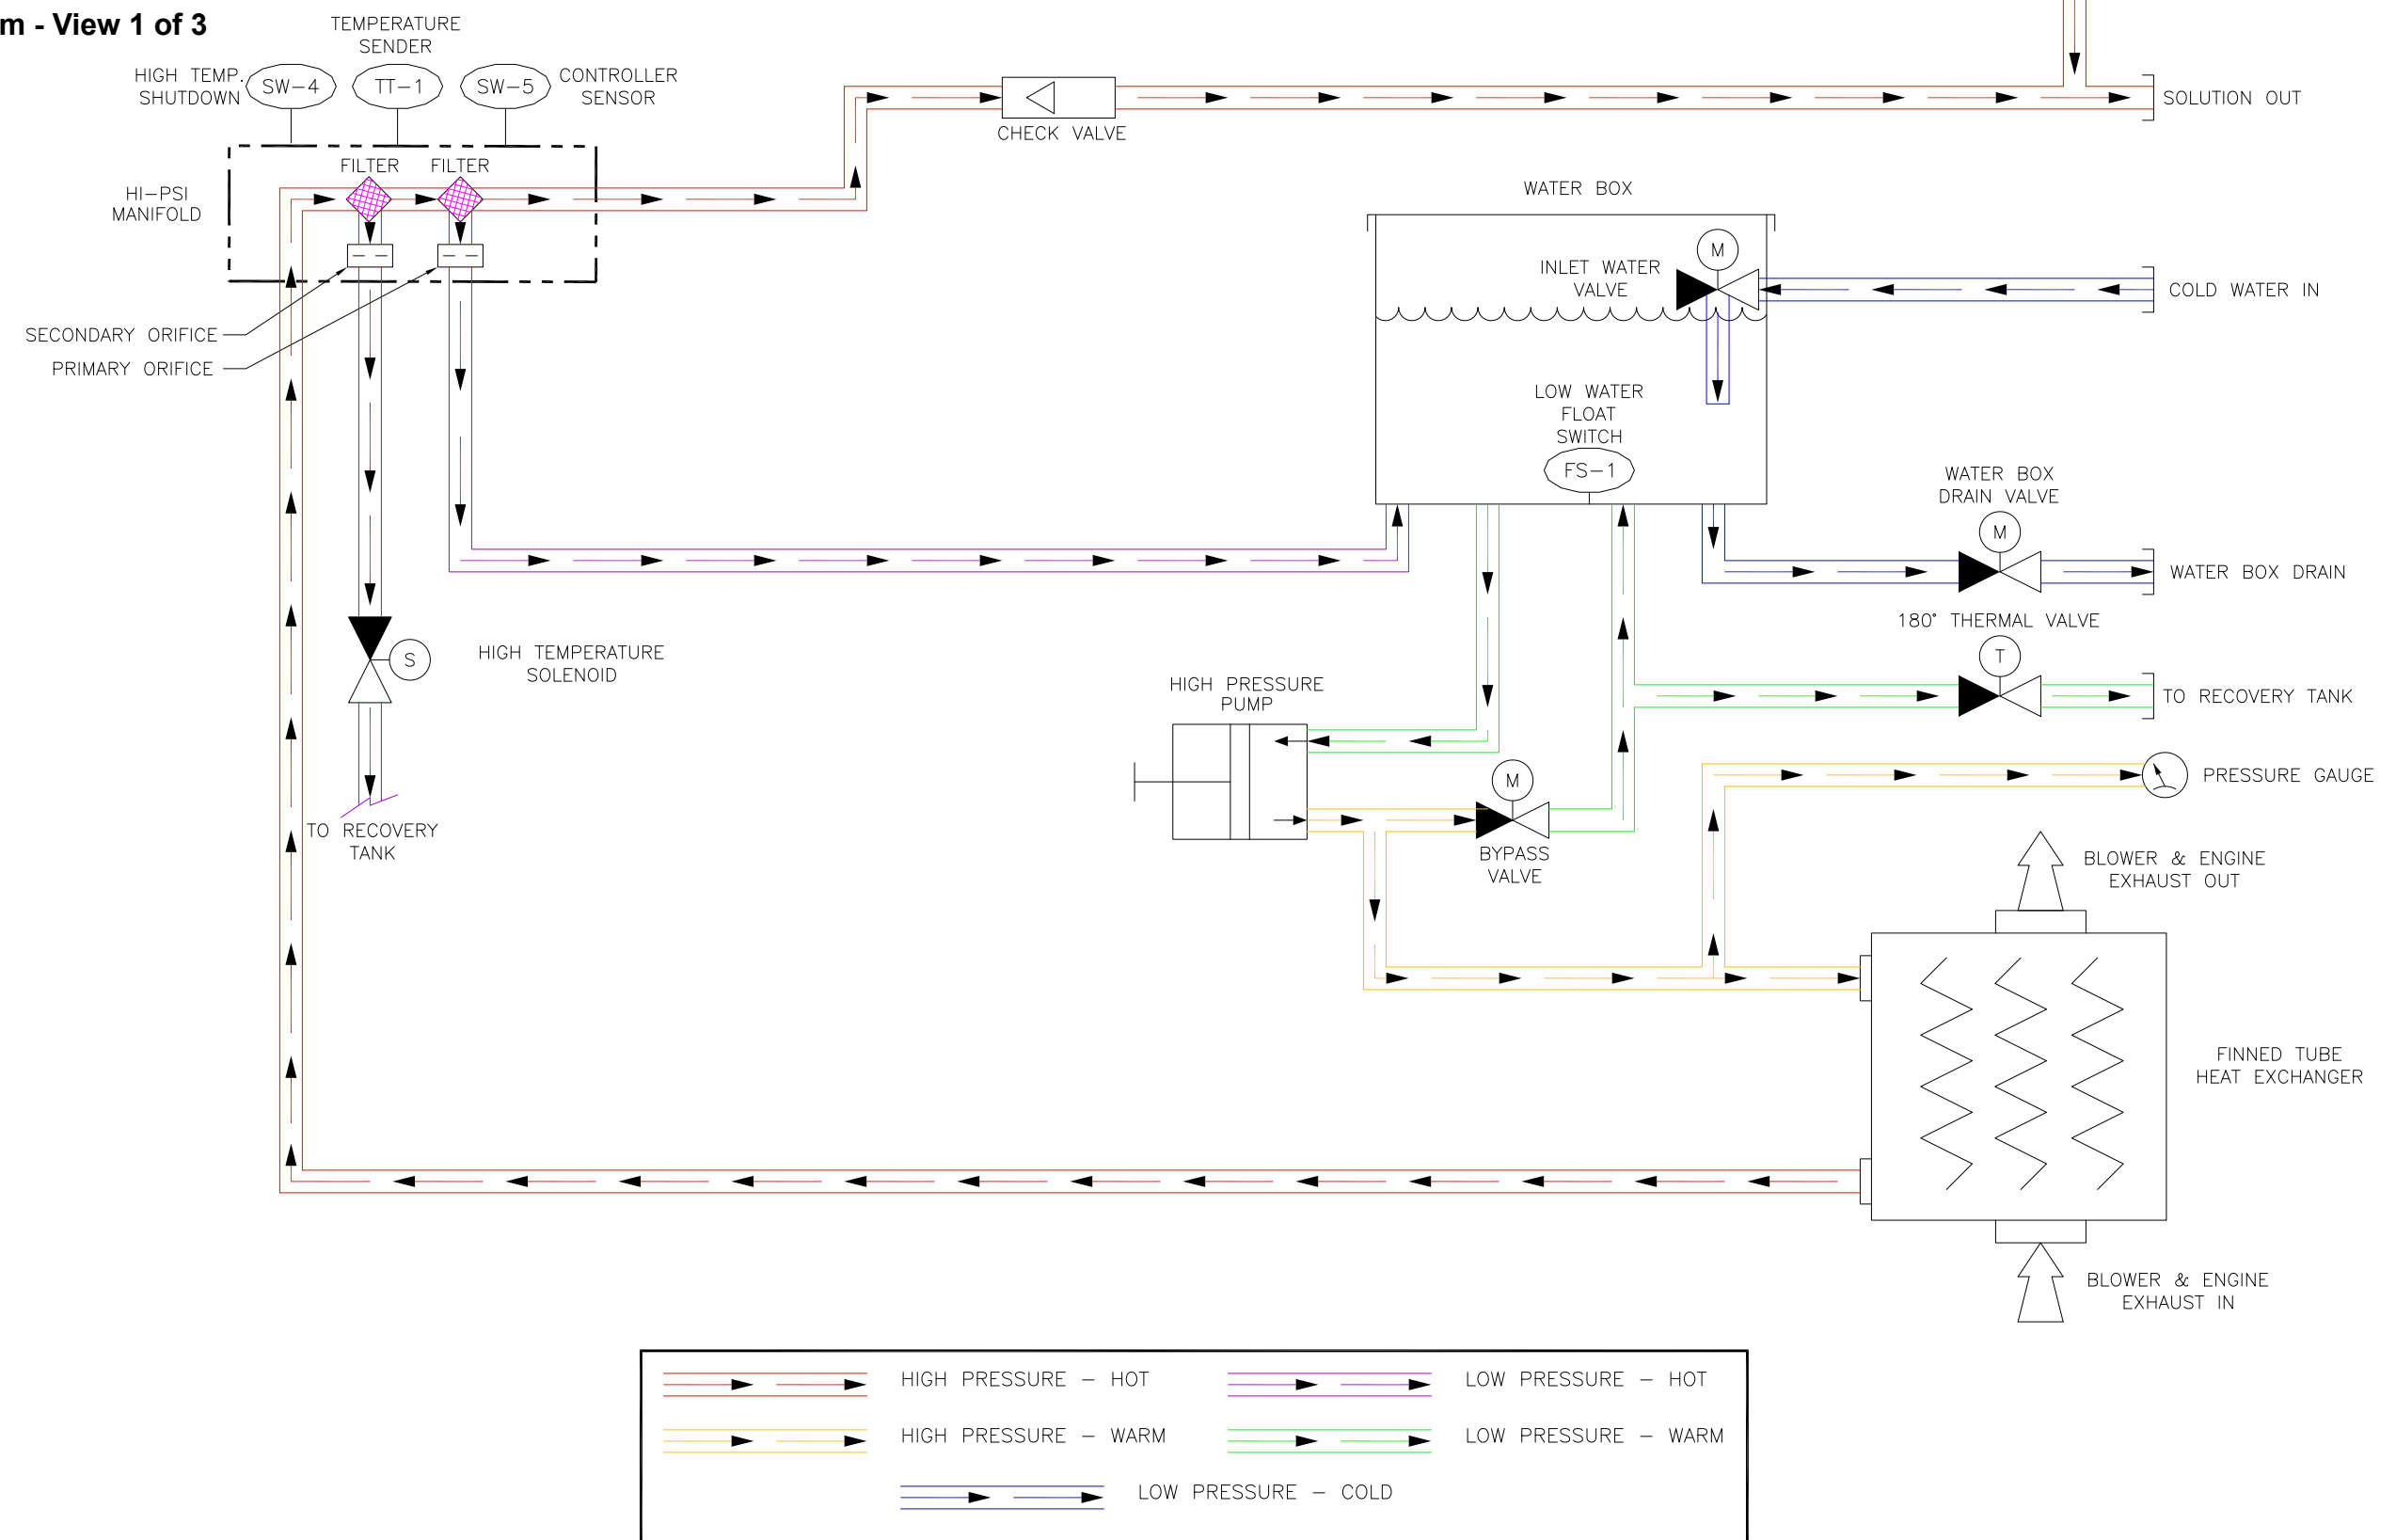 m - View 1 of 3
TEMPERATURE
SENDER
HIGH TEMP.
SHUTDOWN
SW-4
TT-1
SW-5
CONTROLLER
SENSOR
CHECK VALVE
SOLUTION OUT
FILTER
FILTER
HI-PSI
MANIFOLD
WATER BOX
M
INLET WATER
VALVE
COLD WATER IN
SECONDARY ORIFICE
PRIMARY ORIFICE
LOW WATER
FLOAT
SWITCH
FS-1
WATER BOX
DRAIN VALVE
M
WATER BOX DRAIN
180° THERMAL VALVE
T
TO RECOVERY TANK
S
HIGH TEMPERATURE
SOLENOID
HIGH PRESSURE
PUMP
M
PRESSURE GAUGE
TO RECOVERY
TANK
BYPASS
VALVE
BLOWER & ENGINE
EXHAUST OUT
FINNED TUBE
HEAT EXCHANGER
BLOWER & ENGINE
EXHAUST IN
HIGH PRESSURE - HOT
LOW PRESSURE - HOT
HIGH PRESSURE - WARM
LOW PRESSURE - WARM
LOW PRESSURE - COLD